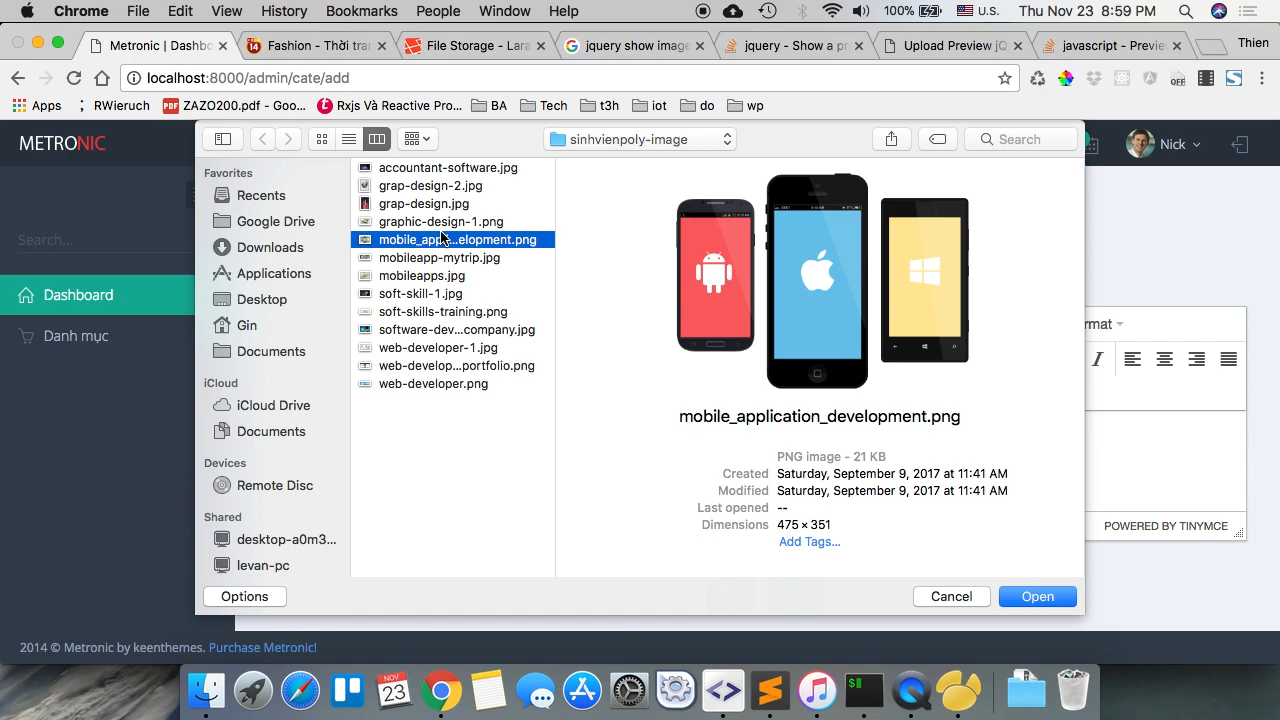 Chrome File Edit View History Bookmarks People Window Help 100% U.S. Thu Nov 23 8:59 PM
Metronic | Dashbo × Fashion - Thời tran × File Storage - Lara × jquery show image × jquery - Show a p × Upload Preview jQ × javascript - Previe × Thien
localhost:8000/admin/cate/add
Apps RWieruch PDF ZAZO200.pdf - Goo... Rxjs Và Reactive Pro... BA Tech t3h iot do wp
METRONIC
sinhvienpoly-image
Search
Nick
Search...
Dashboard
Danh mục
Favorites
Recents
Google Drive
Downloads
Applications
Desktop
Gin
Documents
iCloud
iCloud Drive
Documents
Devices
Remote Disc
Shared
desktop-a0m3...
levan-pc
accountant-software.jpg
grap-design-2.jpg
grap-design.jpg
graphic-design-1.png
mobile_app...elopment.png
mobileapp-mytrip.jpg
mobileapps.jpg
soft-skill-1.jpg
soft-skills-training.png
software-dev...company.jpg
web-developer-1.jpg
web-develop...portfolio.png
web-developer.png
mobile_application_development.png
PNG image - 21 KB
Created Saturday, September 9, 2017 at 11:41 AM
Modified Saturday, September 9, 2017 at 11:41 AM
Last opened --
Dimensions 475 × 351
Add Tags...
rmat
I
POWERED BY TINYMCE
Options Cancel Open
2014 © Metronic by keenthemes. Purchase Metronic!
NOV
23